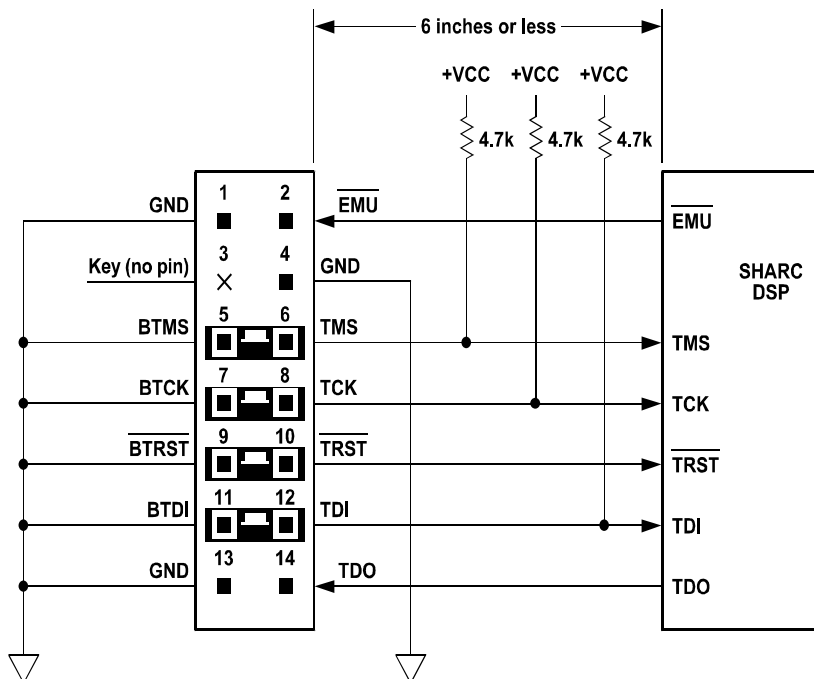 6 inches or less
+VCC +VCC +VCC
4.7k 4.7k 4.7k
1 2
GND EMU EMU
3 4
Key (no pin) GND
SHARC
DSP
5 6
BTMS TMS TMS
7 8
BTCK TCK TCK
9 10
BTRST TRST TRST
11 12
BTDI TDI TDI
13 14
GND TDO TDO